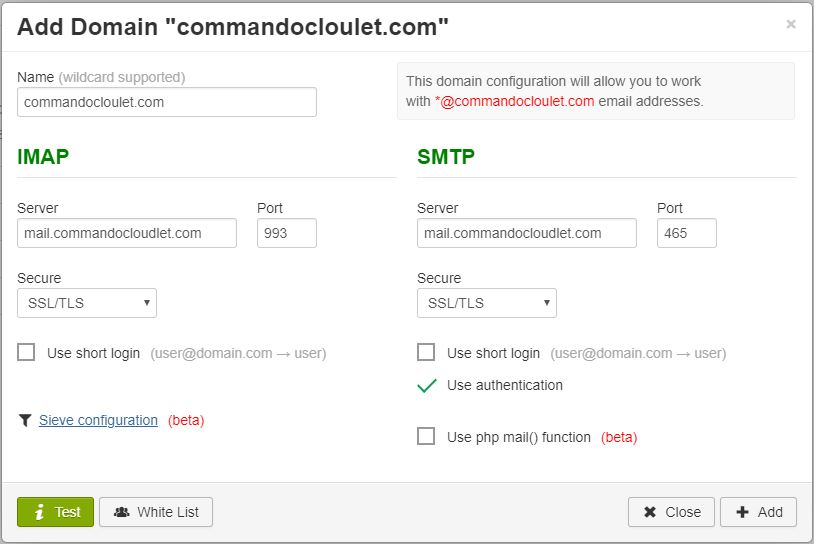 Add Domain "commandocloulet.com"
×
Name (wildcard supported)
commandocloulet.com
This domain configuration will allow you to work
with *@commandocloulet.com email addresses.
IMAP
Server
Port
mail.commandocloudlet.com
993
Secure
SSL/TLS
Use short login (user@domain.com → user)
Sieve configuration (beta)
SMTP
Server
Port
mail.commandocloudlet.com
465
Secure
SSL/TLS
Use short login (user@domain.com → user)
Use authentication
Use php mail() function (beta)
Test
White List
Close
Add